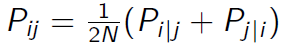 P_{ij} = \frac{1}{2N}(P_{i|j} + P_{j|i})